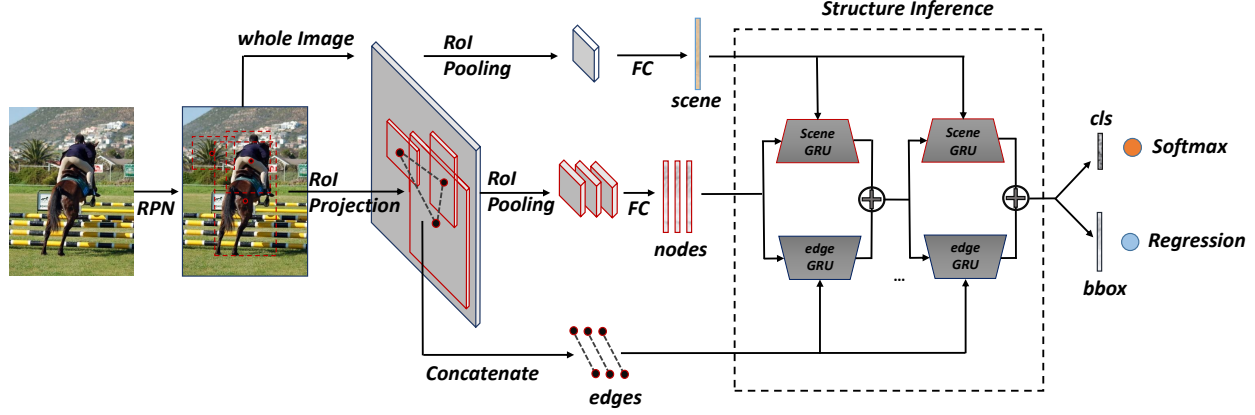 Structure Inference
whole Image
RoI
Pooling
FC
scene
RPN
RoI
Projection
RoI
Pooling
FC
nodes
Scene
GRU
Scene
GRU
edge
GRU
...
edge
GRU
cls
Softmax
Regression
bbox
Concatenate
edges